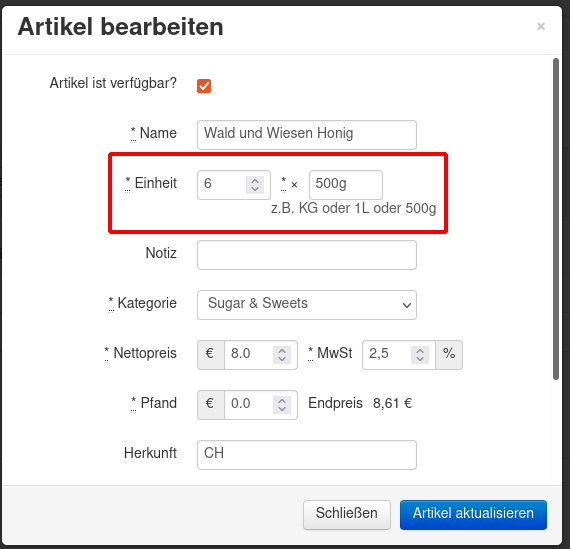 Artikel bearbeiten ×
Artikel ist verfügbar?
* Name Wald und Wiesen Honig
* Einheit 6 * × 500g
z.B. KG oder 1L oder 500g
Notiz
* Kategorie Sugar & Sweets
* Nettopreis € 8.0 * MwSt 2,5 %
* Pfand € 0.0 Endpreis 8,61 €
Herkunft CH
Schließen Artikel aktualisieren